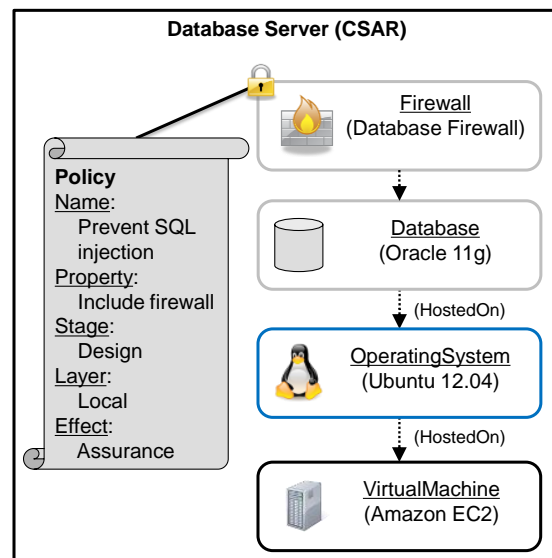 Database Server (CSAR)
Firewall
(Database Firewall)
Policy
Name:
Prevent SQL
injection
Property:
Include firewall
Stage:
Design
Layer:
Local
Effect:
Assurance
Database
(Oracle 11g)
(HostedOn)
OperatingSystem
(Ubuntu 12.04)
(HostedOn)
VirtualMachine
(Amazon EC2)